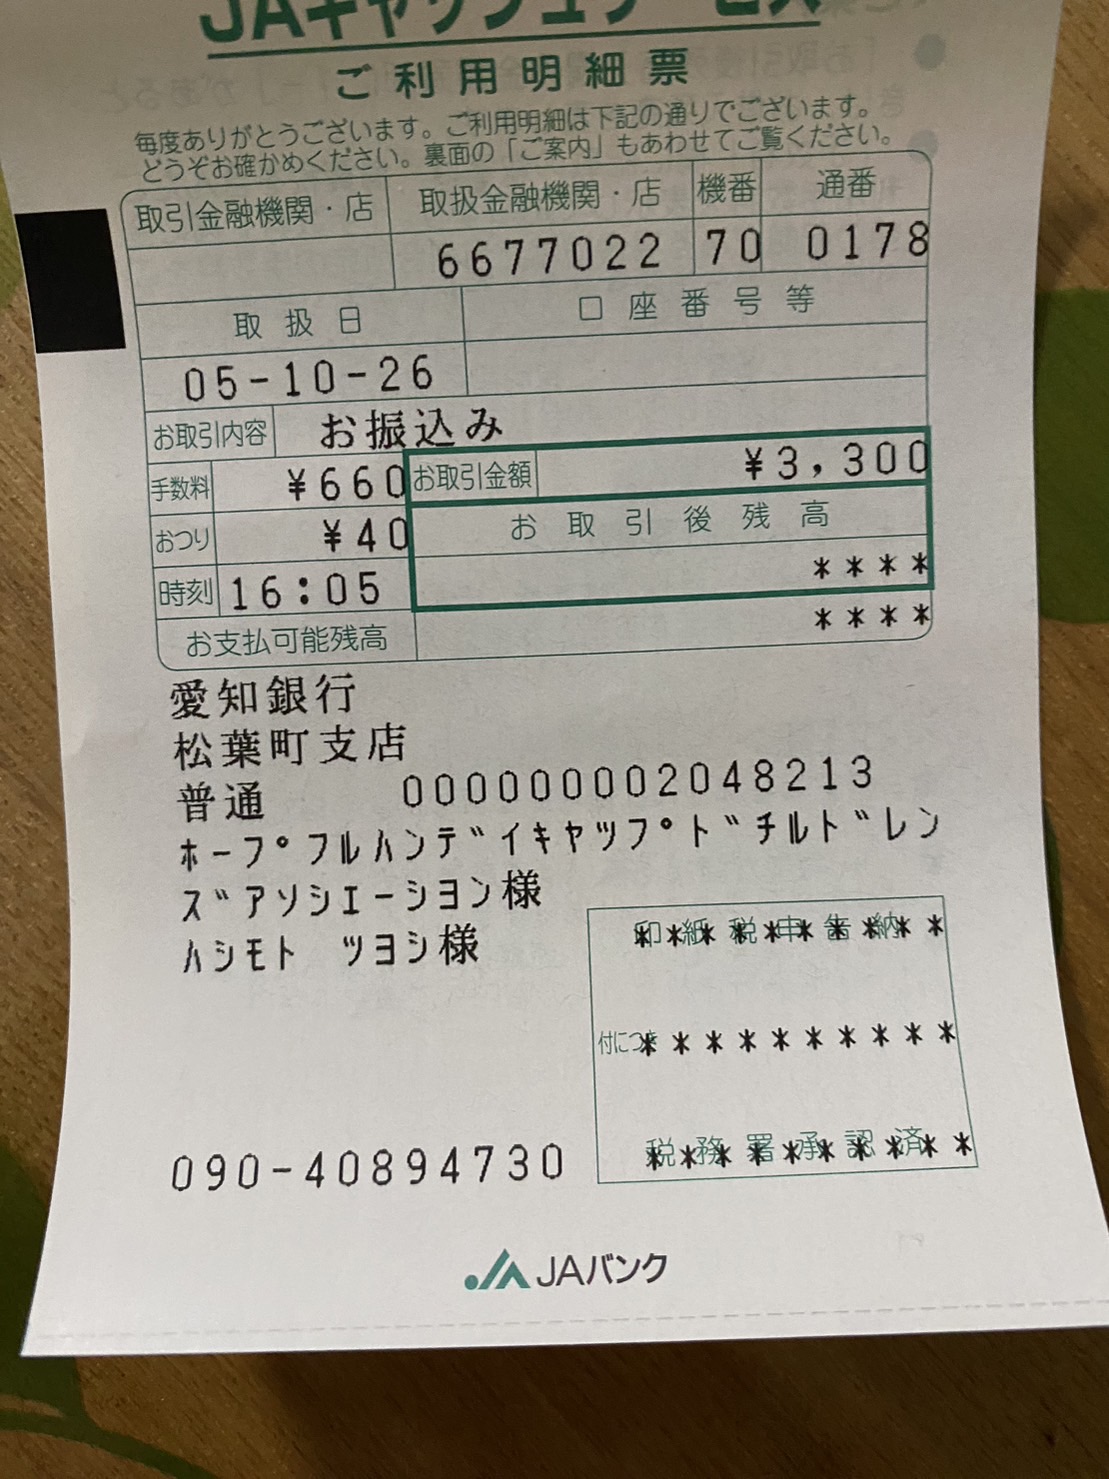 JAキャッシュサービス
ご利用明細票
毎度ありがとうございます。ご利用明細は下記の通りでございます。
どうぞお確かめください。裏面の「ご案内」もあわせてご覧ください。
取引金融機関・店 取扱金融機関・店 機番 通番
6677022 70 0178
取扱日 口座番号等
05-10-26
お取引内容 お振込み
手数料 ¥660 お取引金額 ¥3,300
おつり ¥40 お取引後残高
時刻 16:05 ****
お支払可能残高 ****
愛知銀行
松葉町支店
普通 000000002048213
ホープフルハンデイキヤツプドチルドレン
ズアソシエーシヨン様
ハシモト ツヨシ様
印紙税申告納*
付につき**********
税務署承認済*
090-40894730
JAバンク